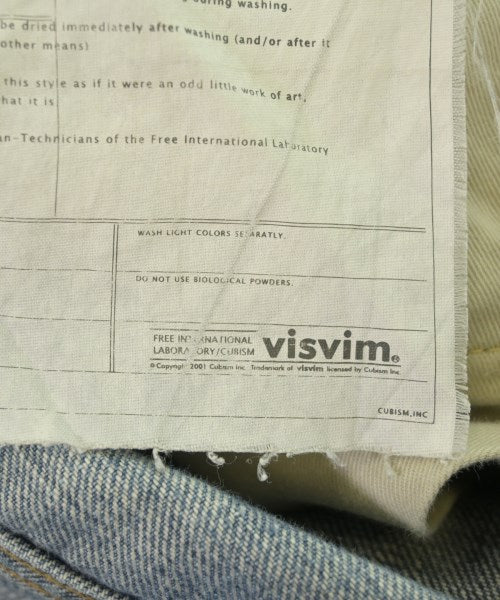 during washing.
be dried immediately after washing (and/or after it
other means)
this style as if it were an odd little work of art,
hat it is
n-Technicians of the Free International Laboratory
WASH LIGHT COLORS SEPARATLY.
DO NOT USE BIOLOGICAL POWDERS.
FREE INTERNATIONAL
LABORATORY/CUBISM
visvim®
© Copyright 2001 Cubism Inc. Trademark of visvim licensed by Cubism Inc.
CUBISM,INC